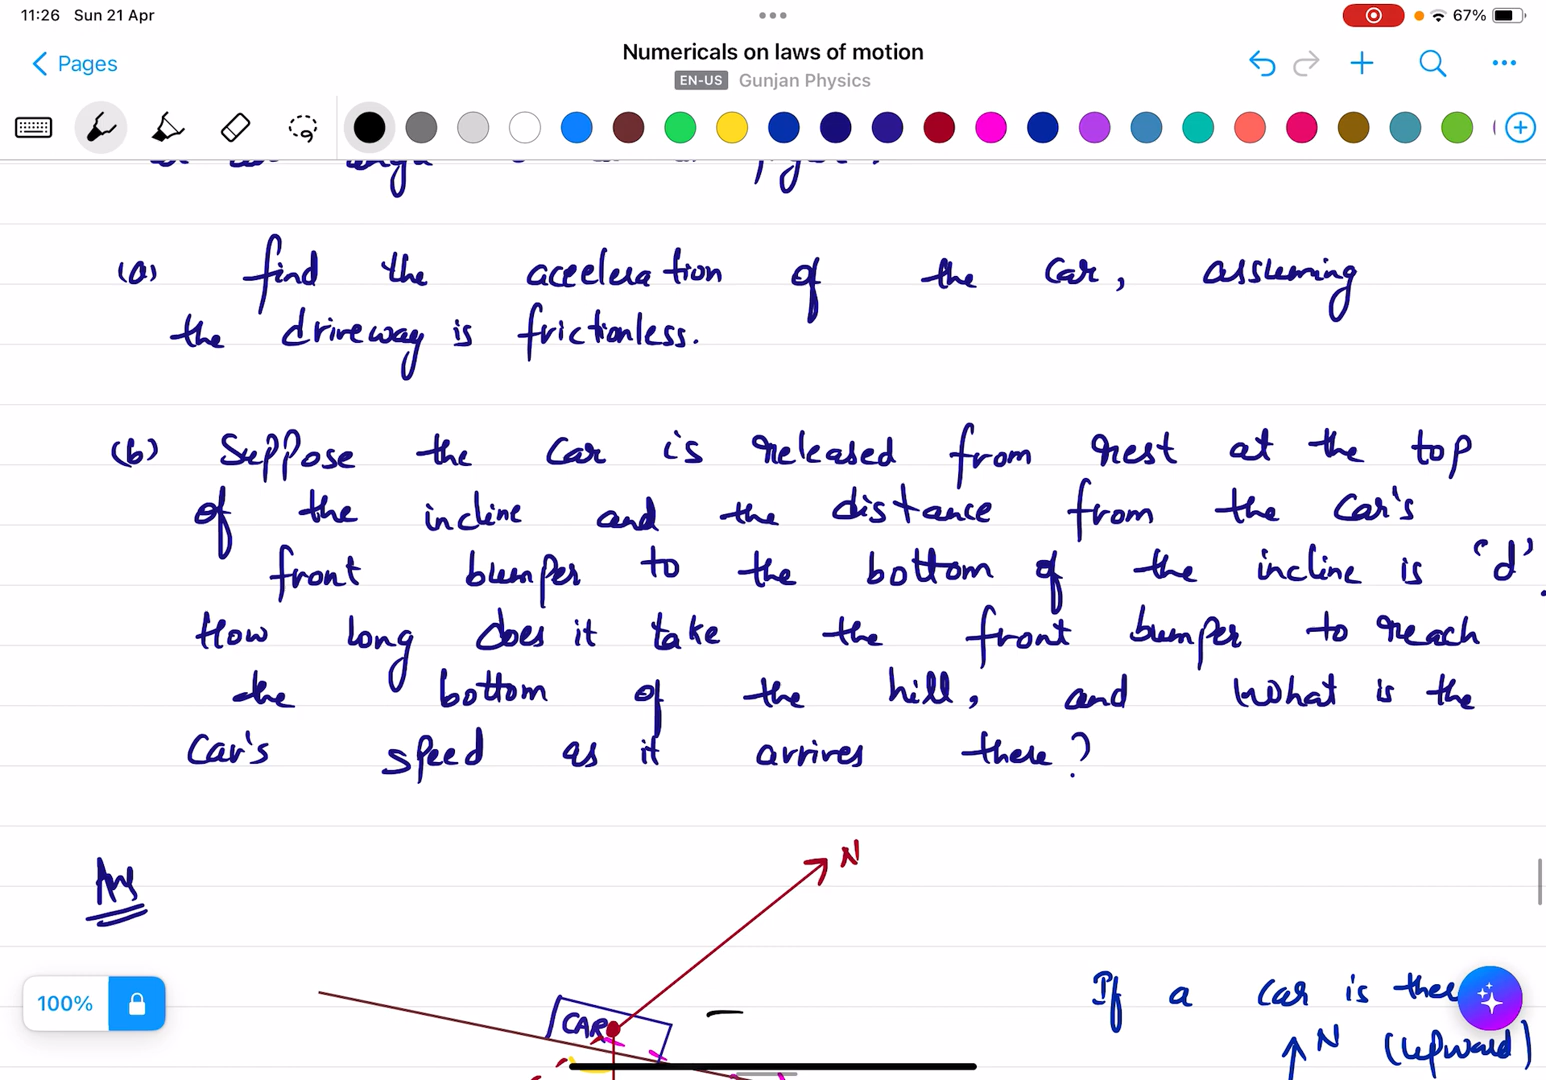 11:26 Sun 21 Apr
67%
Pages
Numericals on laws of motion
EN-US Gunjan Physics
(a) find the acceleration of the car, assuming
the driveway is frictionless.
(b) Suppose the car is released from rest at the top
of the incline and the distance from the car's
front bumper to the bottom of the incline is 'd'.
How long does it take the front bumper to reach
the bottom of the hill, and what is the
car's speed as it arrives there?
Ans
N
CAR
If a car is
N (upward)
100%